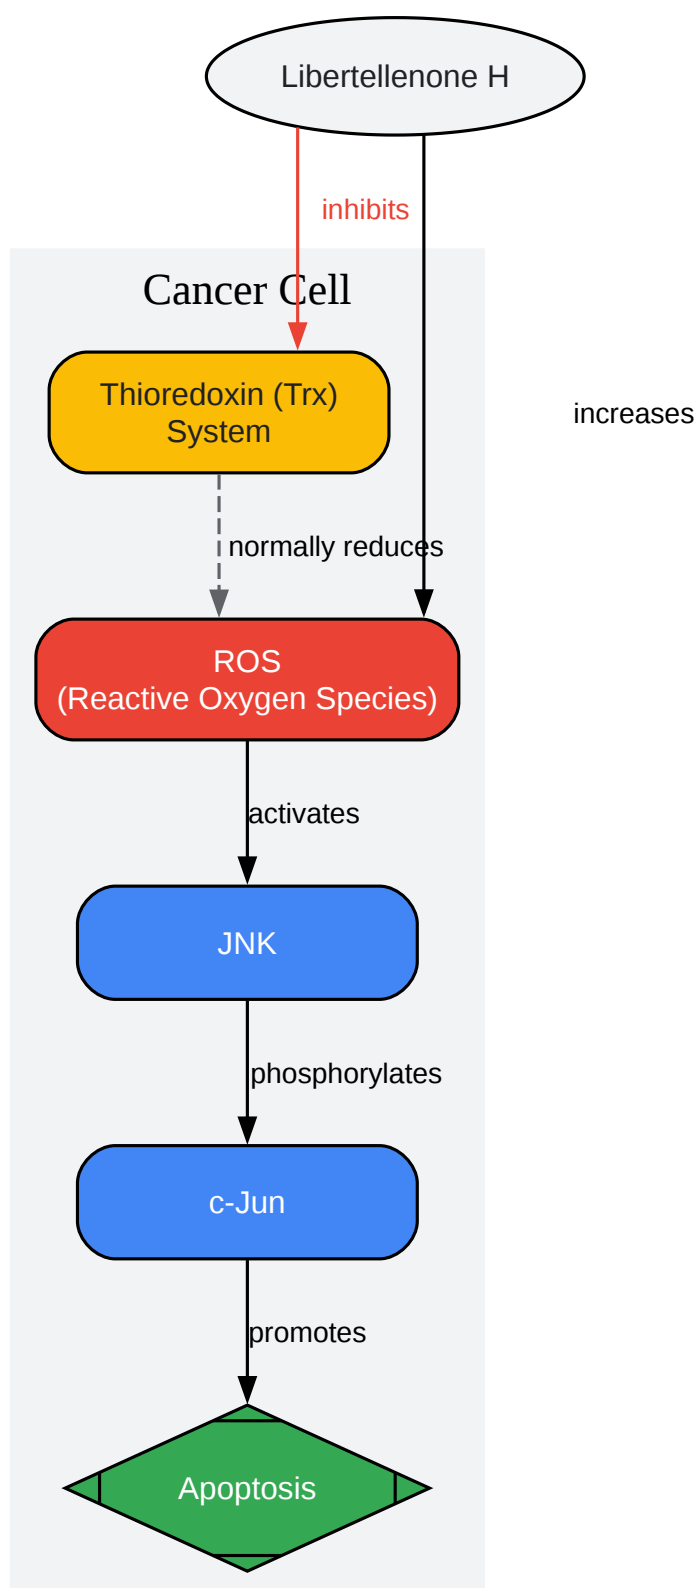 Libertellenone H
inhibits
Cancer Cell
Thioredoxin (Trx)
System
increases
normally reduces
ROS
(Reactive Oxygen Species)
activates
JNK
phosphorylates
c-Jun
promotes
Apoptosis